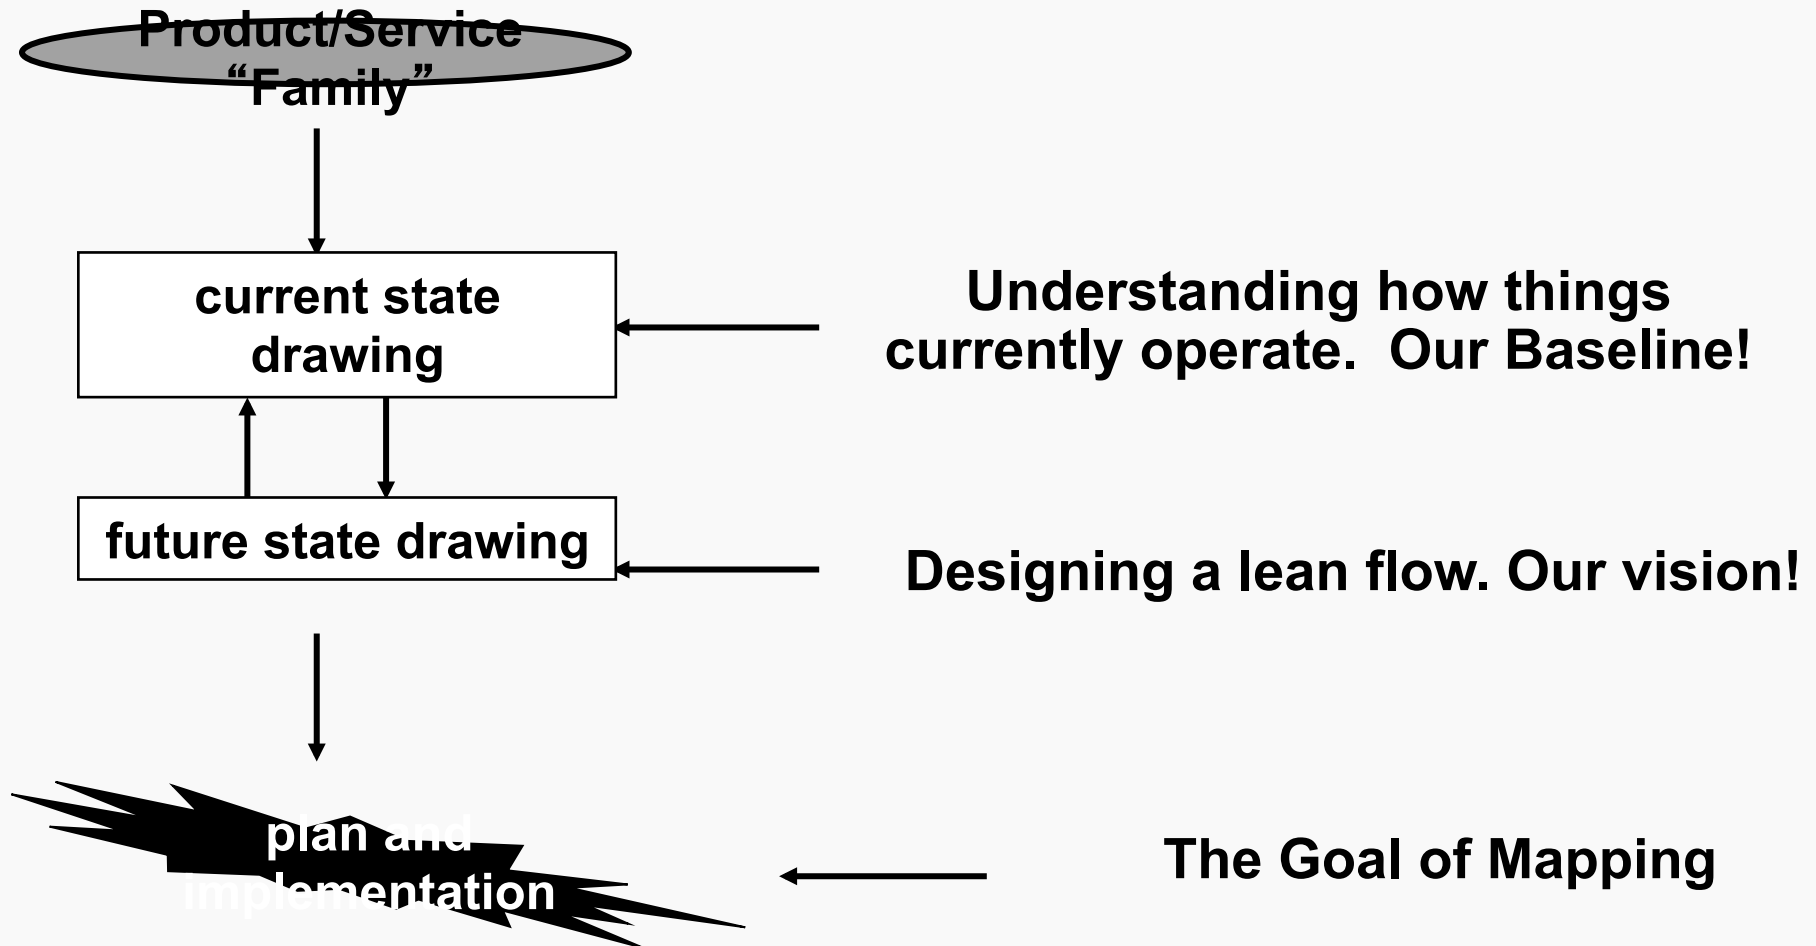 Product/Service
“Family”
current state
drawing
Understanding how things
currently operate.  Our Baseline!
future state drawing
Designing a lean flow. Our vision!
plan and
implementation
The Goal of Mapping